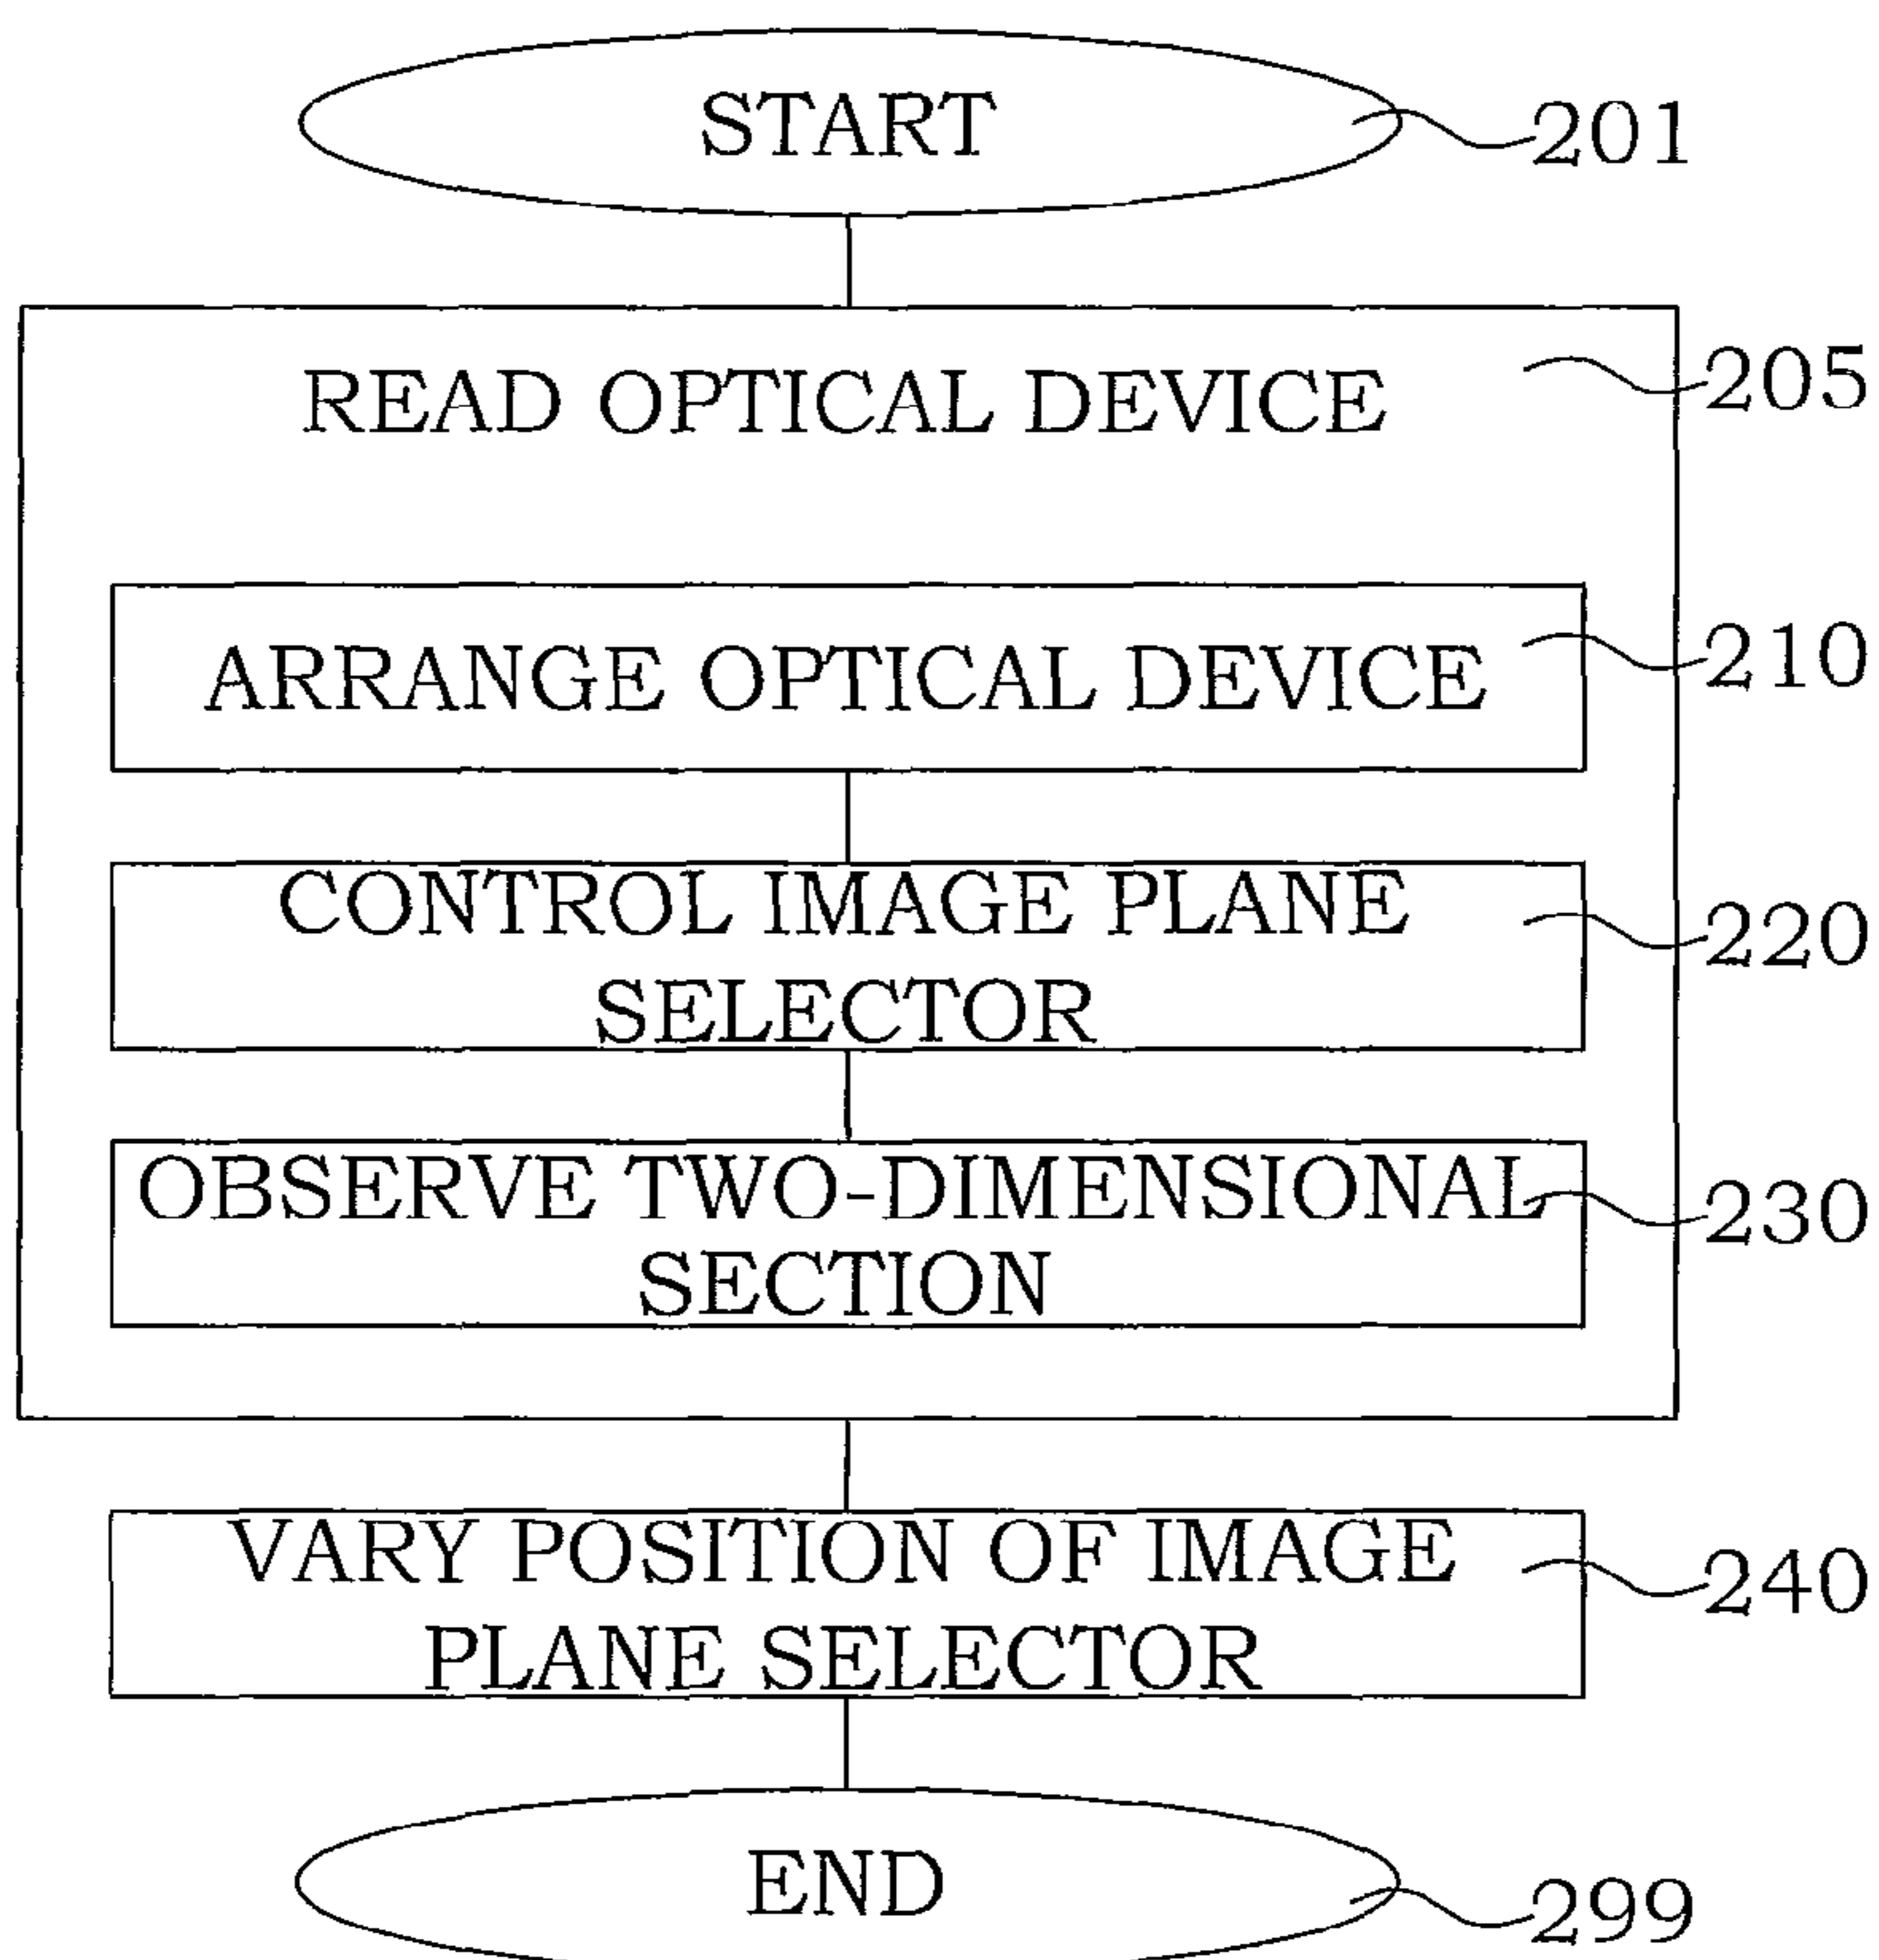 START
201
READ OPTICAL DEVICE
205
ARRANGE OPTICAL DEVICE
210
CONTROL IMAGE PLANE
SELECTOR
220
OBSERVE TWO-DIMENSIONAL
SECTION
230
VARY POSITION OF IMAGE
PLANE SELECTOR
240
END
299